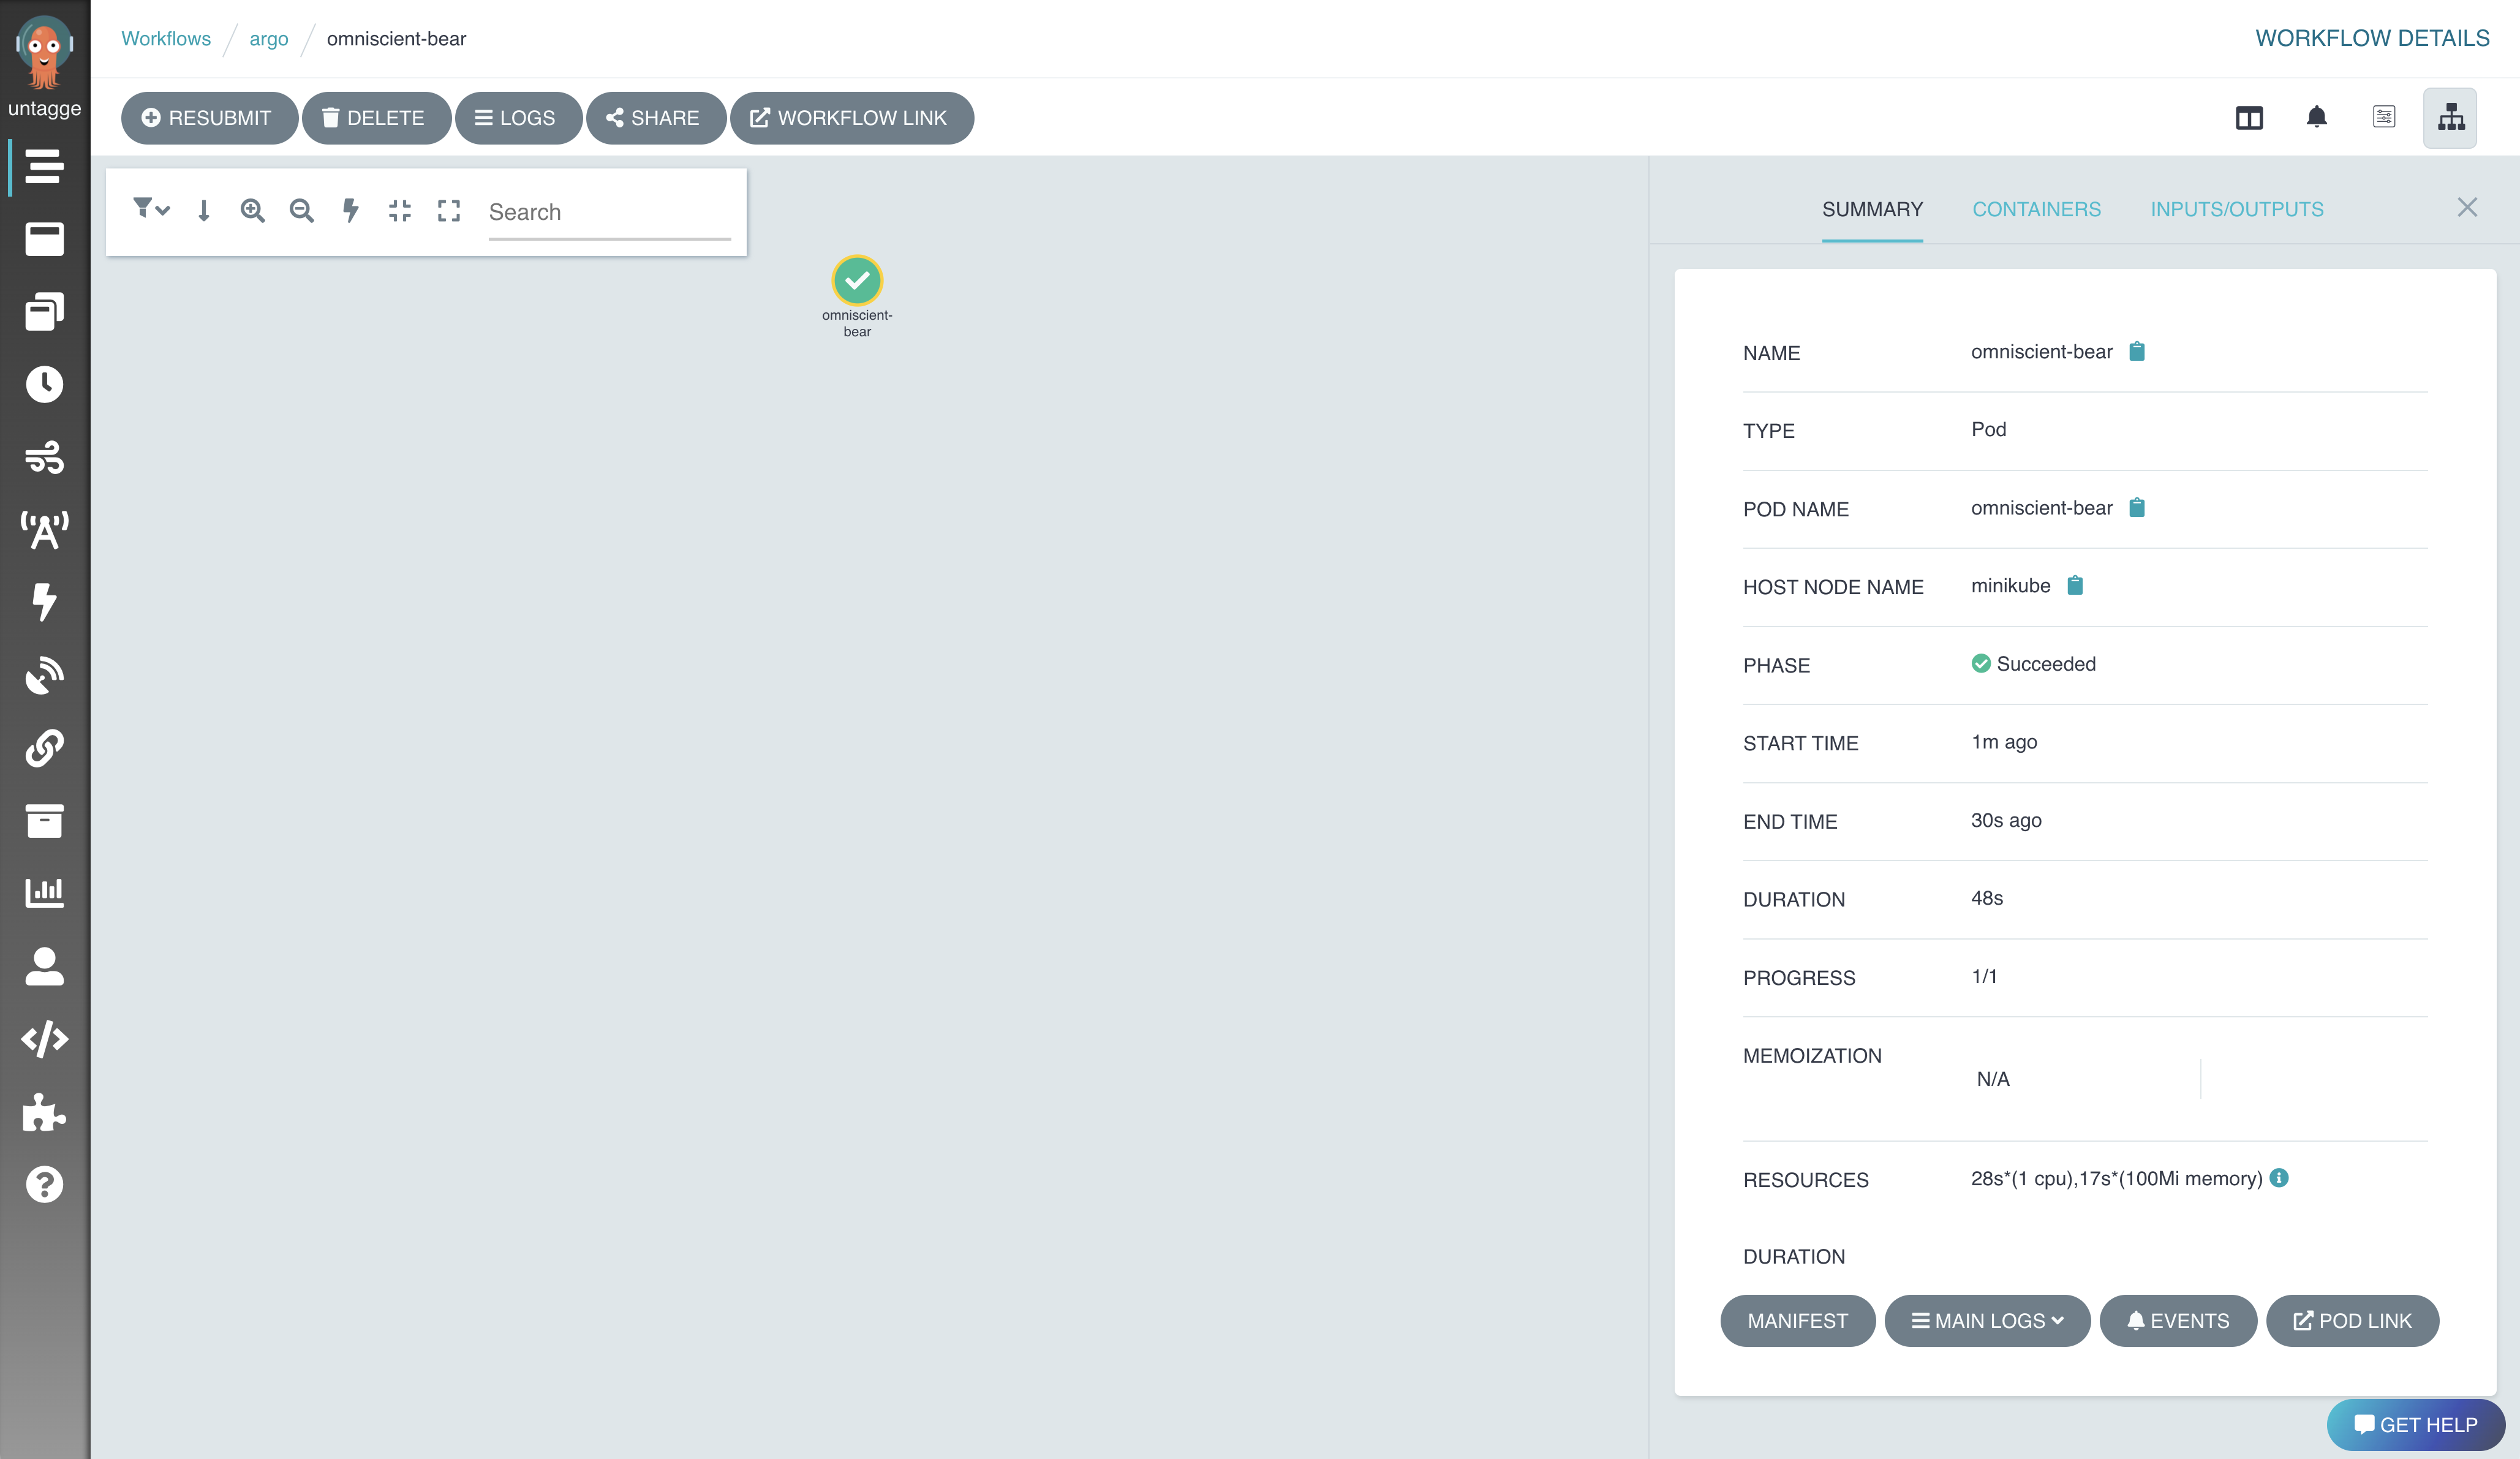 Workflows / argo / omniscient-bear
WORKFLOW DETAILS
untagge
RESUBMIT DELETE LOGS SHARE WORKFLOW LINK
Search
omniscient-
bear
SUMMARY CONTAINERS INPUTS/OUTPUTS
NAME omniscient-bear
TYPE Pod
POD NAME omniscient-bear
HOST NODE NAME minikube
PHASE Succeeded
START TIME 1m ago
END TIME 30s ago
DURATION 48s
PROGRESS 1/1
MEMOIZATION N/A
RESOURCES 28s*(1 cpu),17s*(100Mi memory)
DURATION
MANIFEST MAIN LOGS EVENTS POD LINK
GET HELP